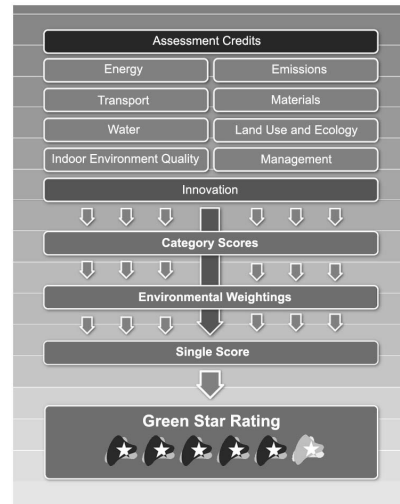 Assessment Credits
Energy
Emissions
Transport
Materials
Water
Land Use and Ecology
Indoor Environment Quality
Management
Innovation
Category Scores
Environmental Weightings
Single Score
Green Star Rating